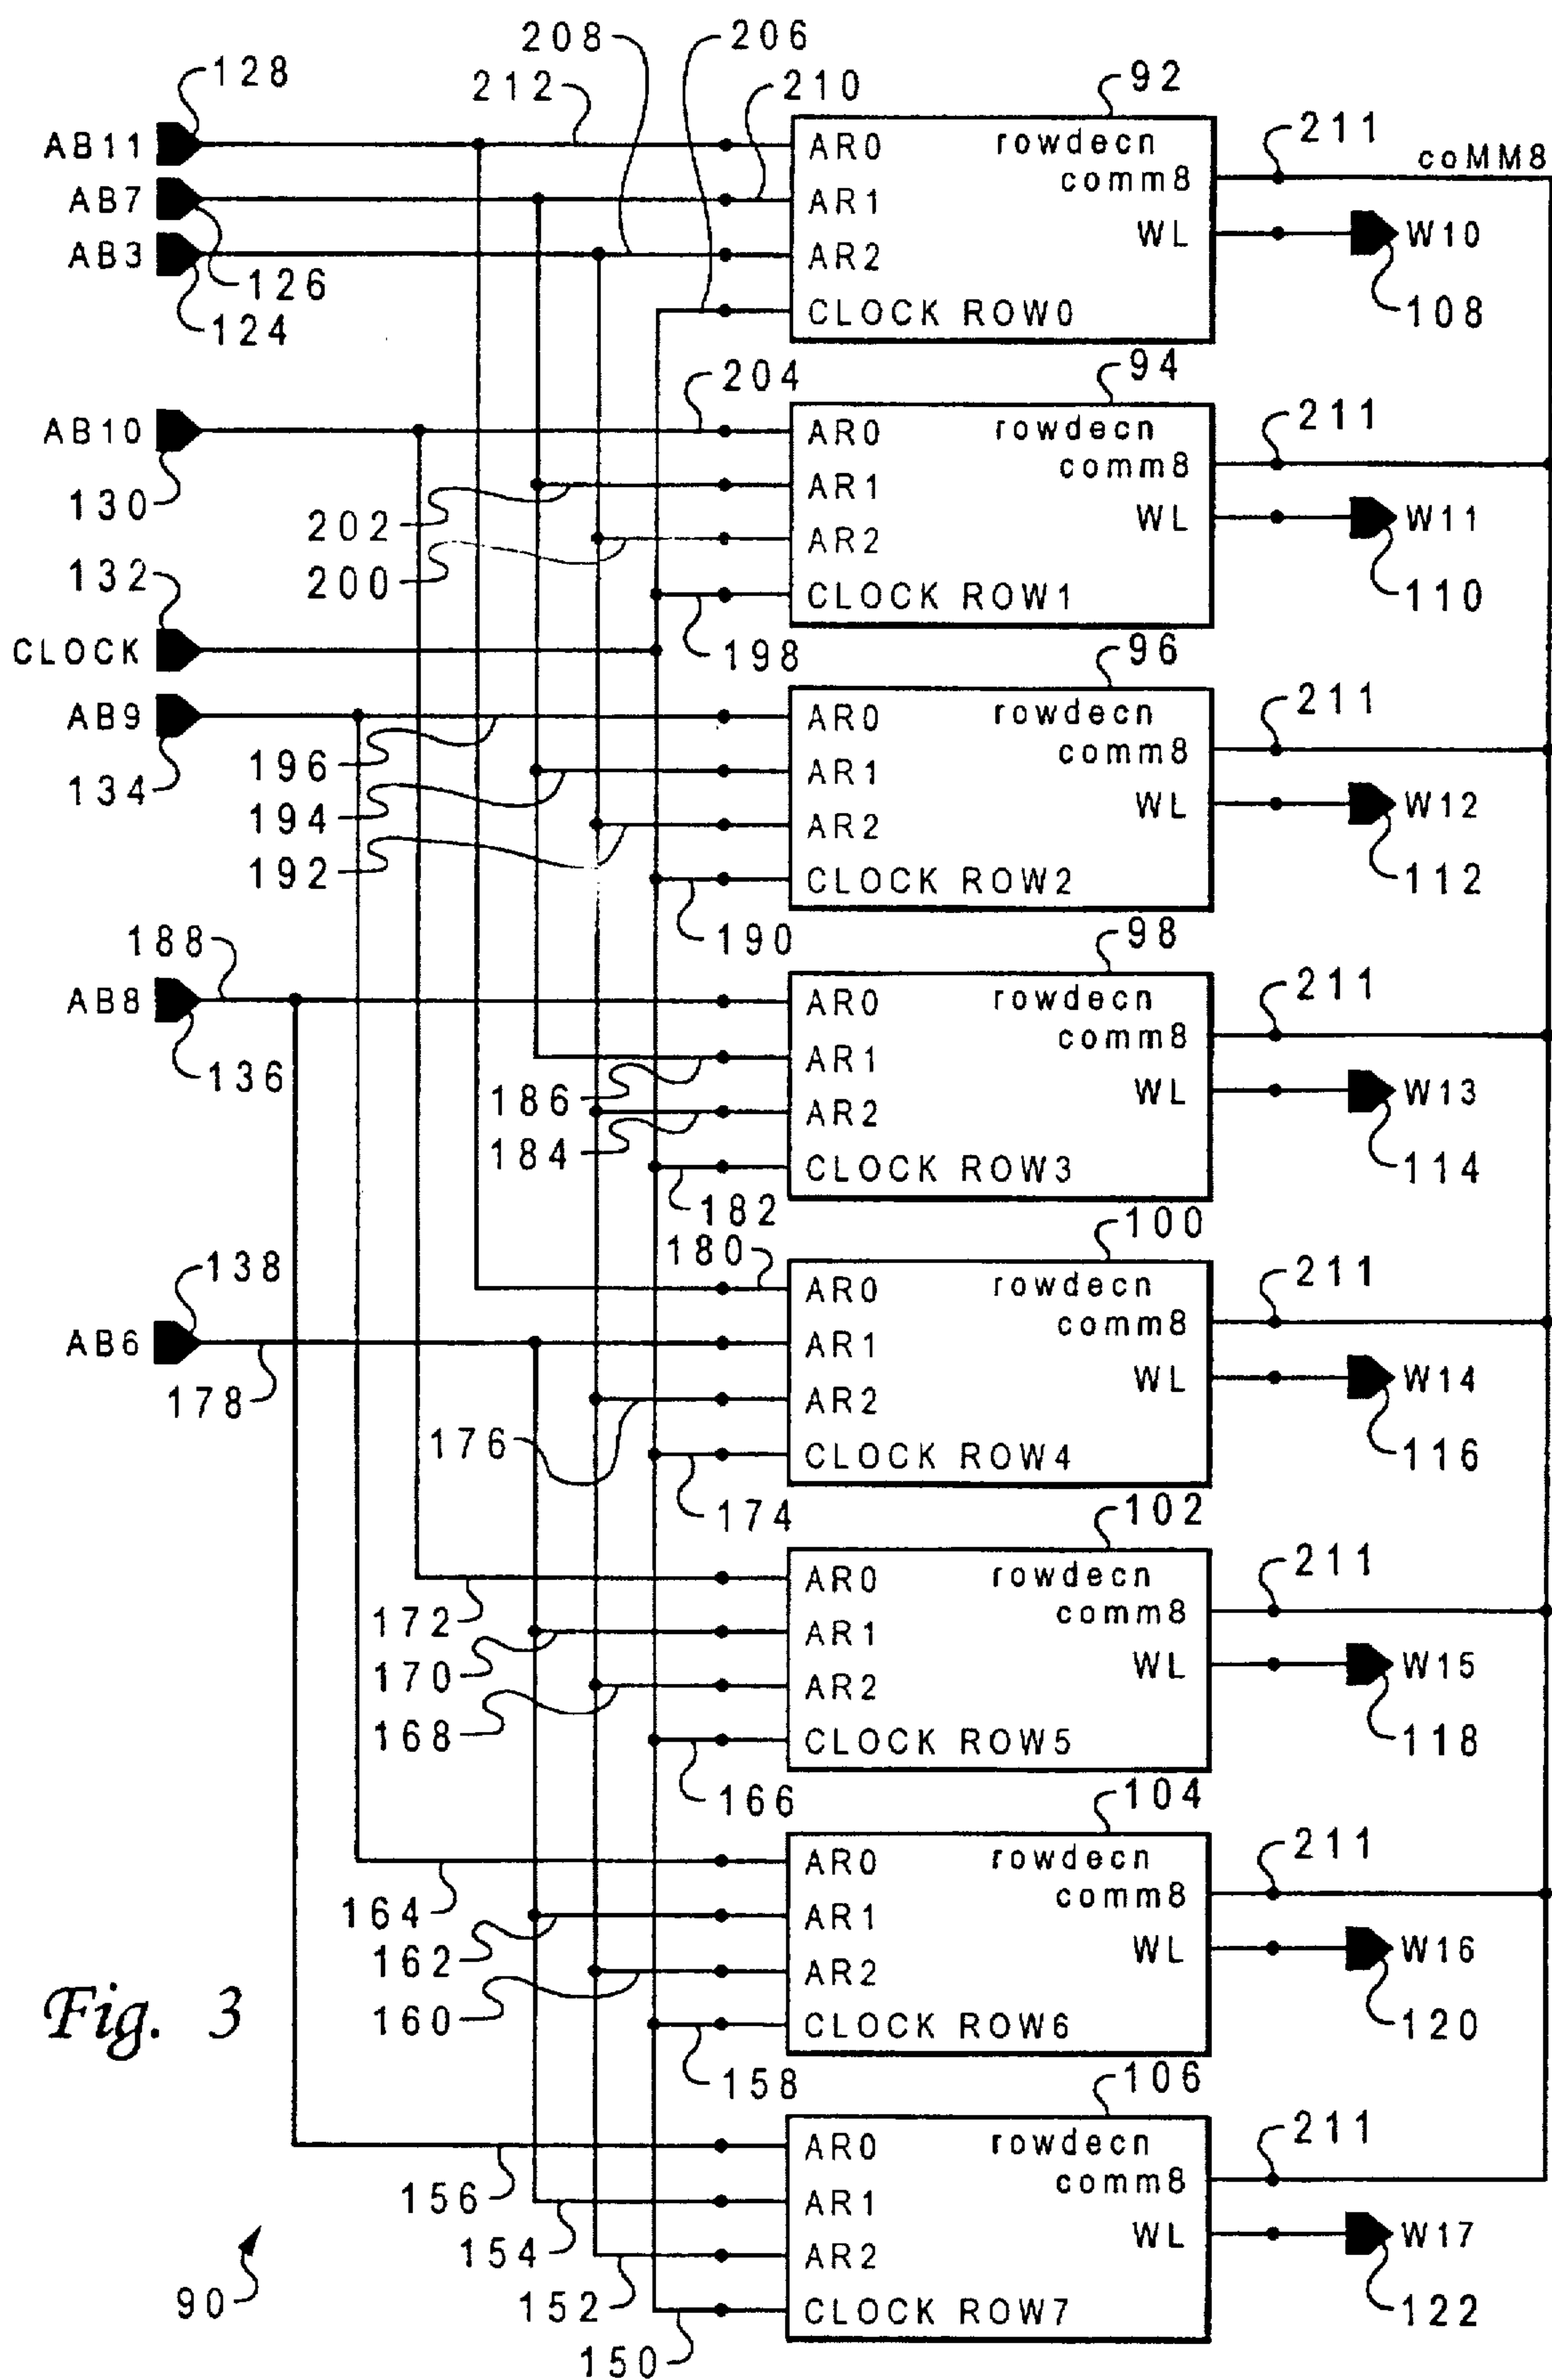 208 206
128 212 210 92
AB11 AR0 rowdecn 211 coMM8
comm8
AB7 AR1
WL W10
AB3 AR2
126
124 CLOCK ROW0 108
94
204
AB10 AR0 rowdecn 211
comm8
130 202 AR1
WL W11
200 AR2
132 CLOCK ROW1 110
CLOCK 198 96
AB9 AR0 rowdecn 211
comm8
134 196 AR1
194 WL W12
192 AR2
CLOCK ROW2 112
188 190 98
AB8 AR0 rowdecn 211
comm8
136 186 AR1
WL W13
184 AR2
CLOCK ROW3 114
182
180 100
138 AR0 rowdecn 211
comm8
AB6 AR1
178 WL W14
176 AR2
CLOCK ROW4 116
174 102
AR0 rowdecn 211
172 comm8
170 AR1
WL W15
168 AR2
CLOCK ROW5 118
166 104
AR0 rowdecn 211
164 comm8
162 AR1
WL W16
160 AR2
Fig. 3 CLOCK ROW6 120
158 106
AR0 rowdecn 211
156 comm8
AR1
154 WL W17
AR2
90 152 CLOCK ROW7 122
150